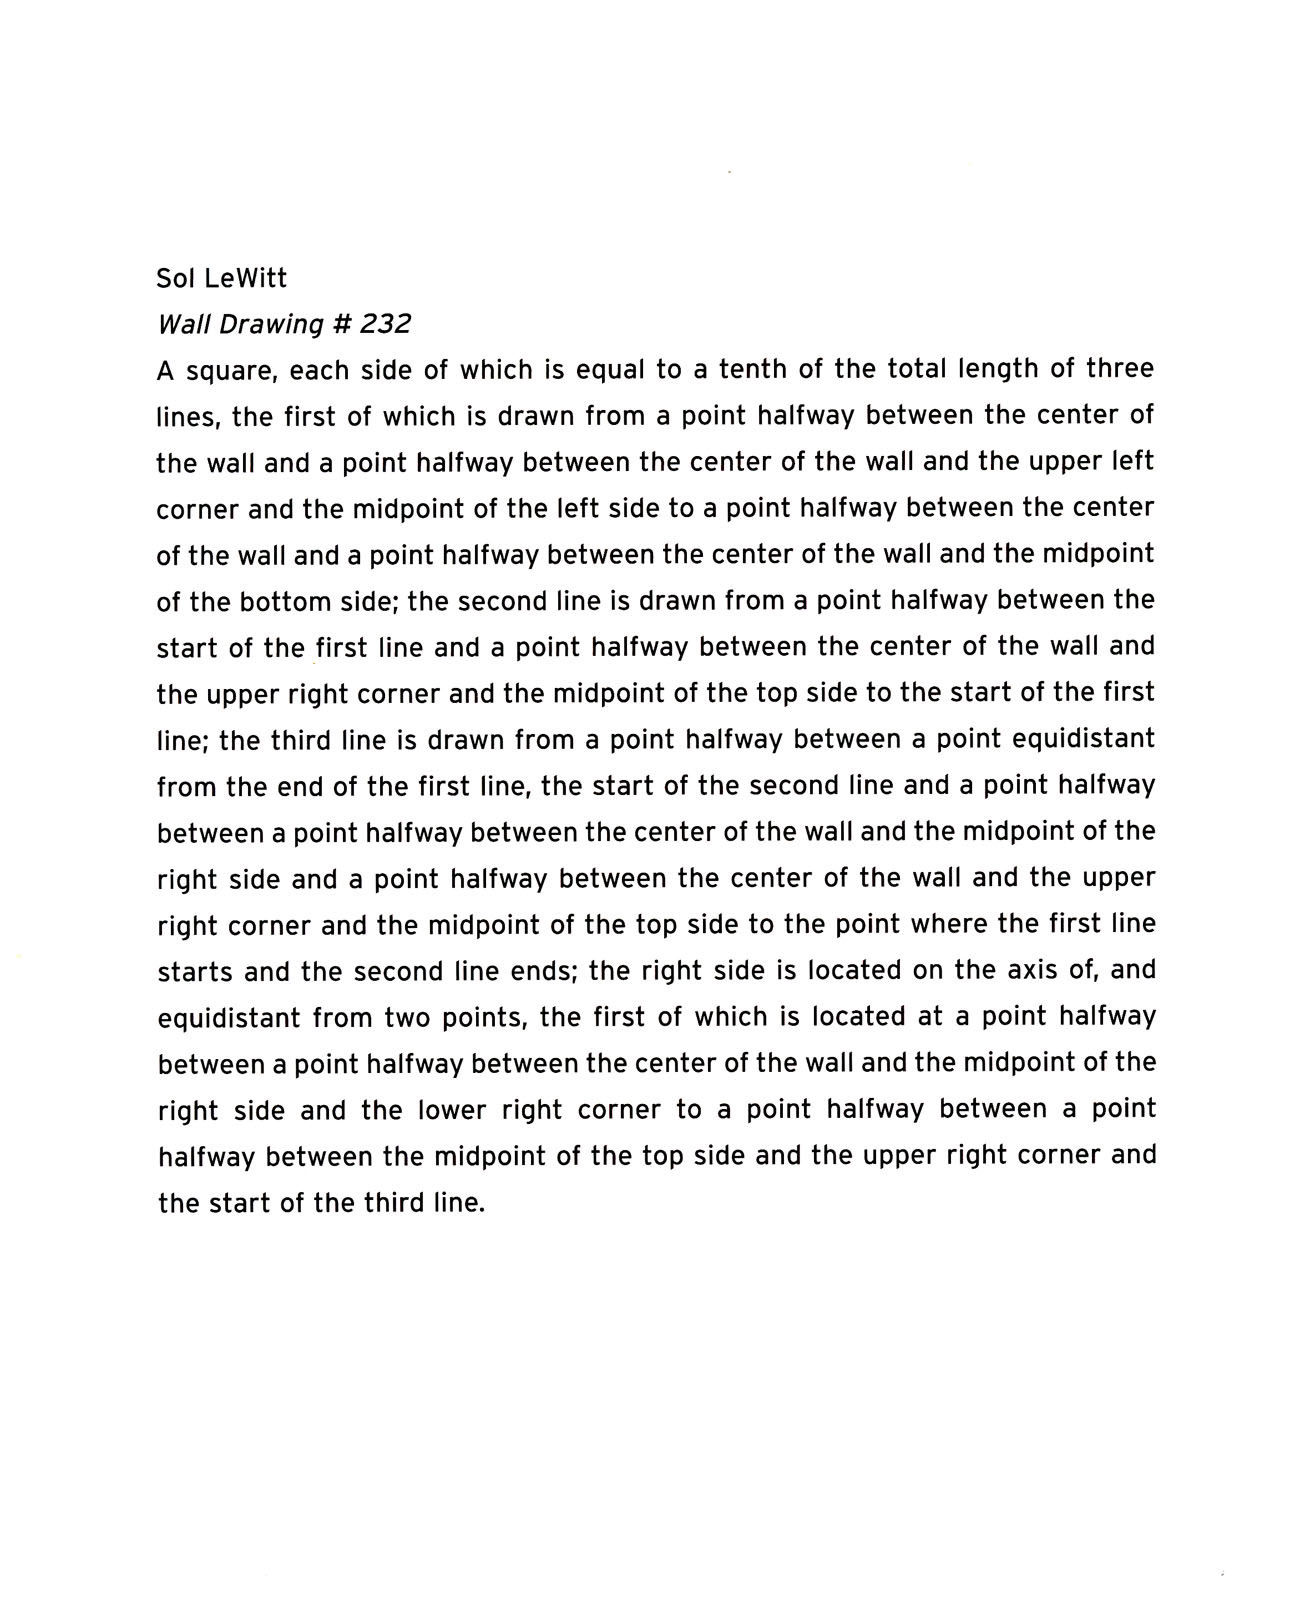 Sol LeWitt
Wall Drawing # 232
A square, each side of which is equal to a tenth of the total length of three
lines, the first of which is drawn from a point halfway between the center of
the wall and a point halfway between the center of the wall and the upper left
corner and the midpoint of the left side to a point halfway between the center
of the wall and a point halfway between the center of the wall and the midpoint
of the bottom side; the second line is drawn from a point halfway between the
start of the first line and a point halfway between the center of the wall and
the upper right corner and the midpoint of the top side to the start of the first
line; the third line is drawn from a point halfway between a point equidistant
from the end of the first line, the start of the second line and a point halfway
between a point halfway between the center of the wall and the midpoint of the
right side and a point halfway between the center of the wall and the upper
right corner and the midpoint of the top side to the point where the first line
starts and the second line ends; the right side is located on the axis of, and
equidistant from two points, the first of which is located at a point halfway
between a point halfway between the center of the wall and the midpoint of the
right side and the lower right corner to a point halfway between a point
halfway between the midpoint of the top side and the upper right corner and
the start of the third line.